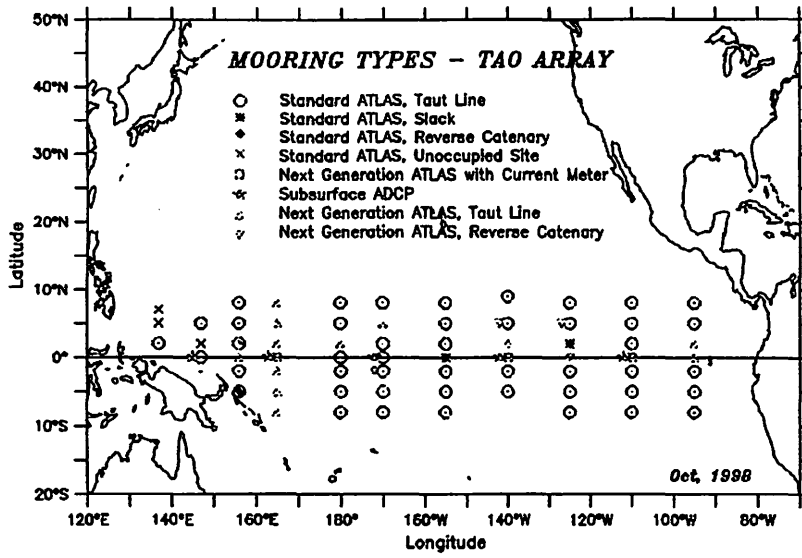 MOORING TYPES – TAO ARRAY
Standard ATLAS, Taut Line
Standard ATLAS, Slack
Standard ATLAS, Reverse Catenary
Standard ATLAS, Unoccupied Site
Next Generation ATLAS with Current Meter
Subsurface ADCP
Next Generation ATLAS, Taut Line
Next Generation ATLAS, Reverse Catenary
50°N
40°N
30°N
20°N
10°N
0°
10°S
20°S
Latitude
Oct, 1998
120°E 140°E 160°E 180° 160°W 140°W 120°W 100°W 80°W
Longitude